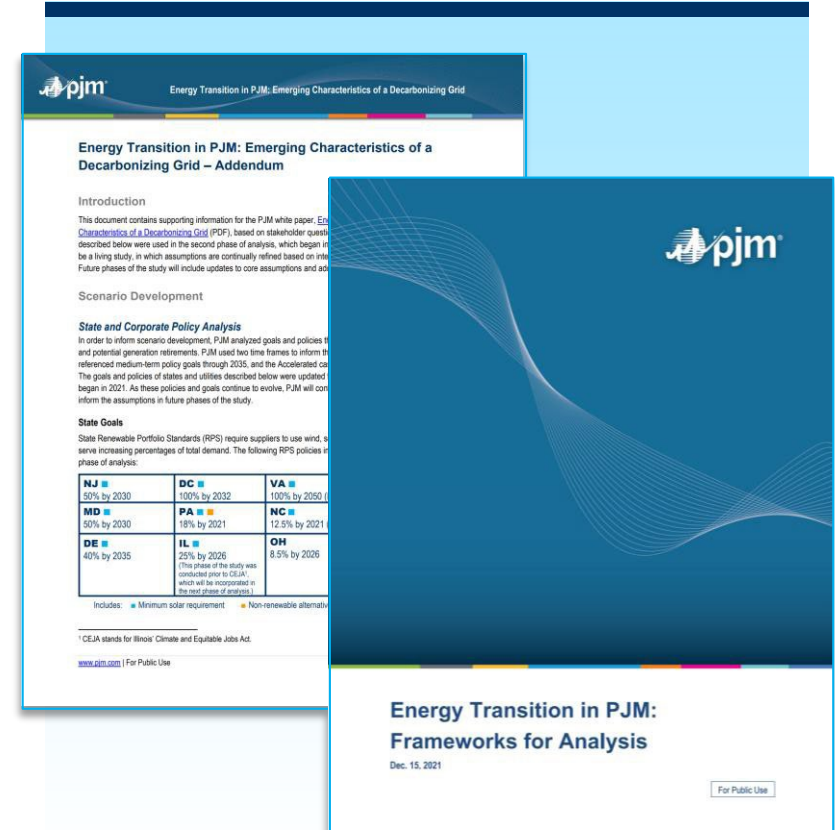 pjm
Energy Transition in PJM: Emerging Characteristics of a Decarbonizing Grid
Energy Transition in PJM: Emerging Characteristics of a
Decarbonizing Grid – Addendum
Introduction
This document contains supporting information for the PJM white paper,
Characteristics of a Decarbonizing Grid (PDF), based on stakeholder
described below were used in the second phase of analysis, which began in
be a living study, in which assumptions are continually refined based on
Future phases of the study will include updates to core assumptions and
Scenario Development
State and Corporate Policy Analysis
In order to inform scenario development, PJM analyzed goals and policies
and potential generation retirements. PJM used two time frames to inform
referenced medium-term policy goals through 2035, and the Accelerated
The goals and policies of states and utilities described below were updated
began in 2021. As these policies and goals continue to evolve, PJM will
inform the assumptions in future phases of the study.
State Goals
State Renewable Portfolio Standards (RPS) require suppliers to use wind,
serve increasing percentages of total demand. The following RPS policies
phase of analysis:
NJ
50% by 2030
DC
100% by 2032
VA
100% by 2050
MD
50% by 2030
PA
18% by 2021
NC
12.5% by 2021
DE
40% by 2035
IL
25% by 2026
(This phase of the study was
conducted prior to CEJA¹,
which will be incorporated in
the next phase of analysis.)
OH
8.5% by 2026
Includes: Minimum solar requirement Non-renewable
¹ CEJA stands for Illinois' Climate and Equitable Jobs Act.
www.pjm.com | For Public Use
pjm
Energy Transition in PJM:
Frameworks for Analysis
Dec. 15, 2021
For Public Use